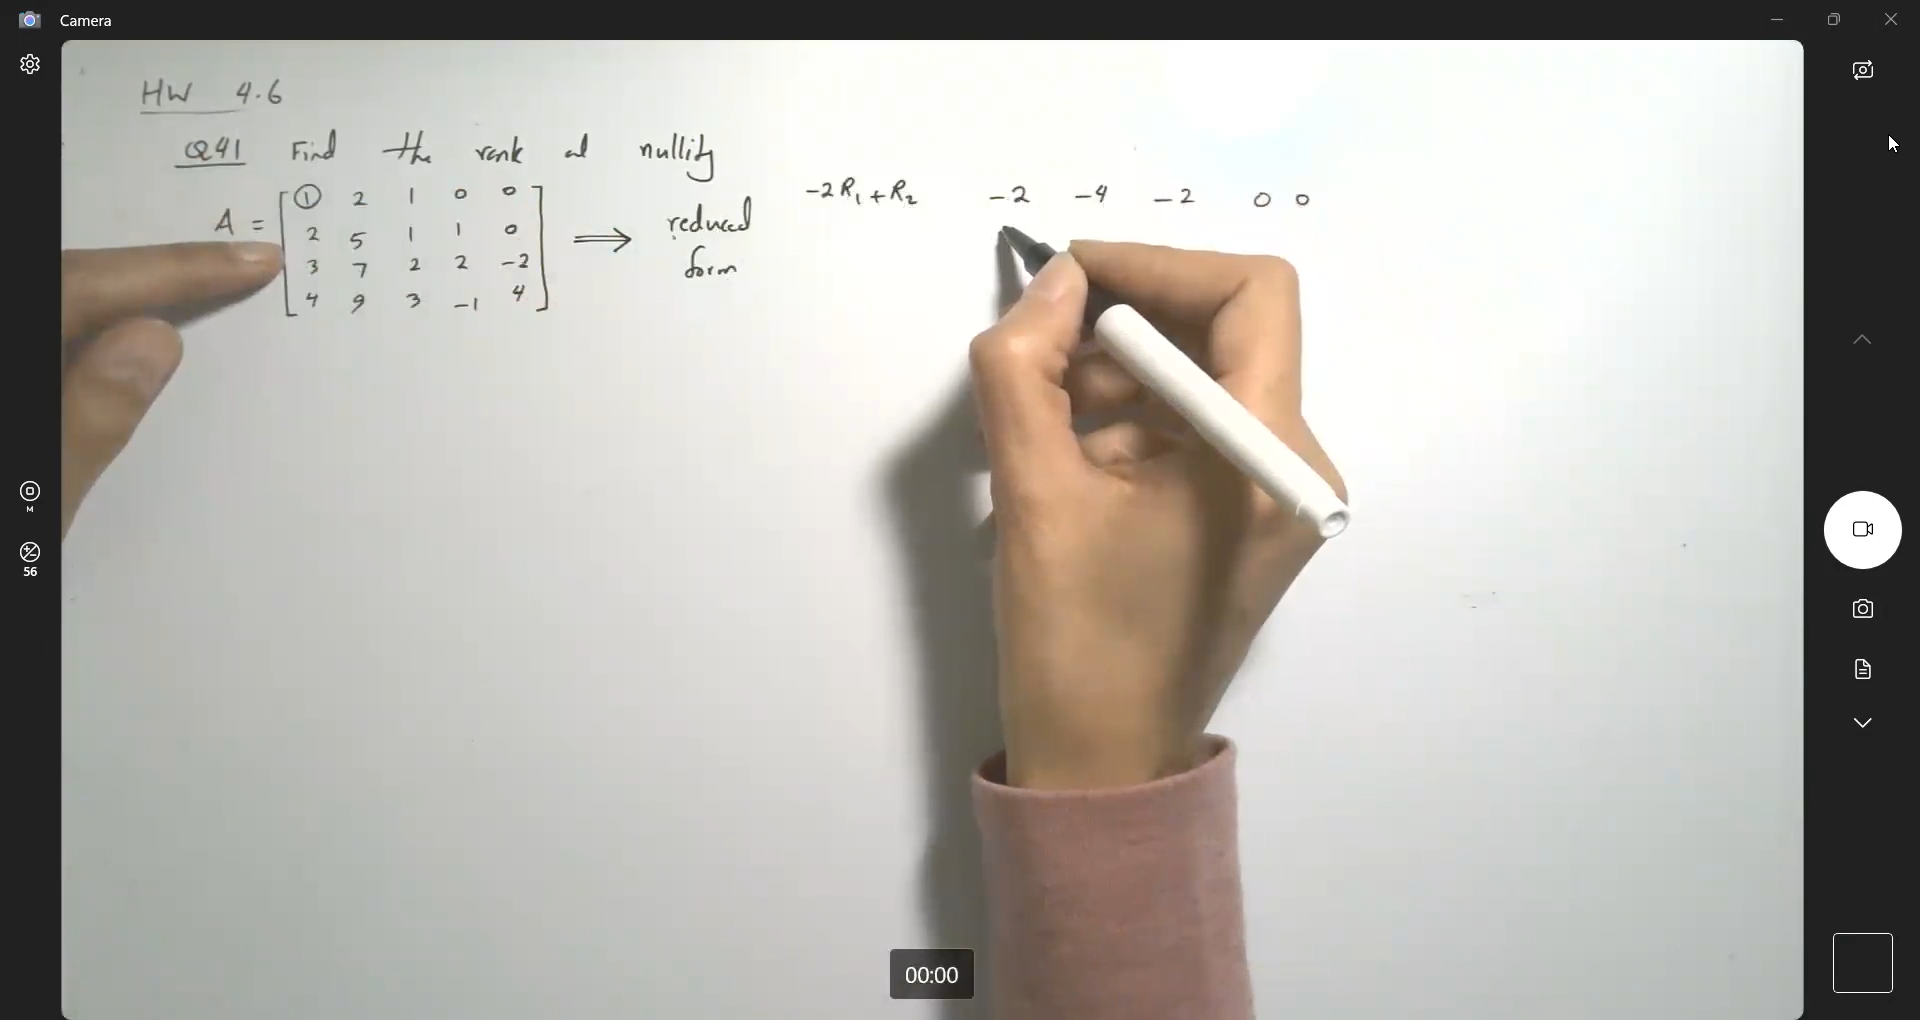 Camera
HW 4.6
Q41 Find the rank ad nullity
A = [ 1 2 1 0 0 ]
2 5 1 1 0
3 7 2 2 -2
4 9 3 -1 4
⟹ reduced form
-2R₁ + R₂ -2 -4 -2 0 0
M
56
00:00